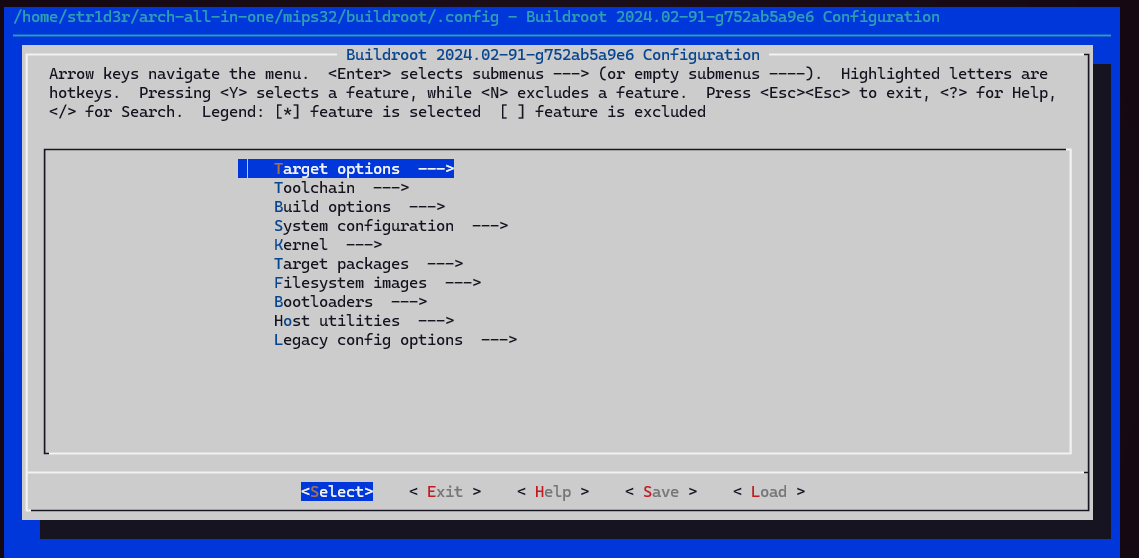 /home/str1d3r/arch-all-in-one/mips32/buildroot/.config - Buildroot 2024.02-91-g752ab5a9e6 Configuration
Buildroot 2024.02-91-g752ab5a9e6 Configuration
Arrow keys navigate the menu.  <Enter> selects submenus ---> (or empty submenus ----).  Highlighted letters are
hotkeys.  Pressing <Y> selects a feature, while <N> excludes a feature.  Press <Esc><Esc> to exit, <?> for Help,
</> for Search.  Legend: [*] feature is selected  [ ] feature is excluded
Target options  --->
Toolchain  --->
Build options  --->
System configuration  --->
Kernel  --->
Target packages  --->
Filesystem images  --->
Bootloaders  --->
Host utilities  --->
Legacy config options  --->
<Select>    < Exit >    < Help >    < Save >    < Load >